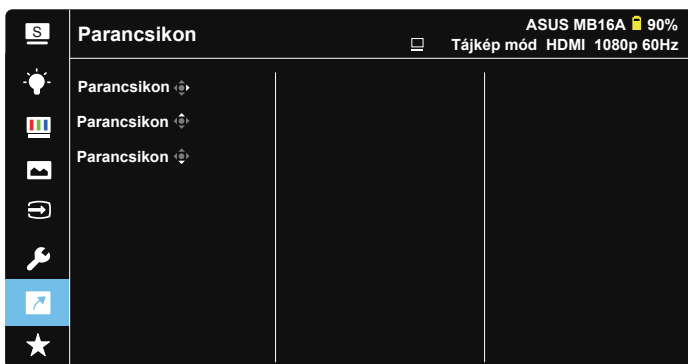 S
Parancsikon
ASUS MB16A 90%
Tájkép mód HDMI 1080p 60Hz
Parancsikon
Parancsikon
Parancsikon